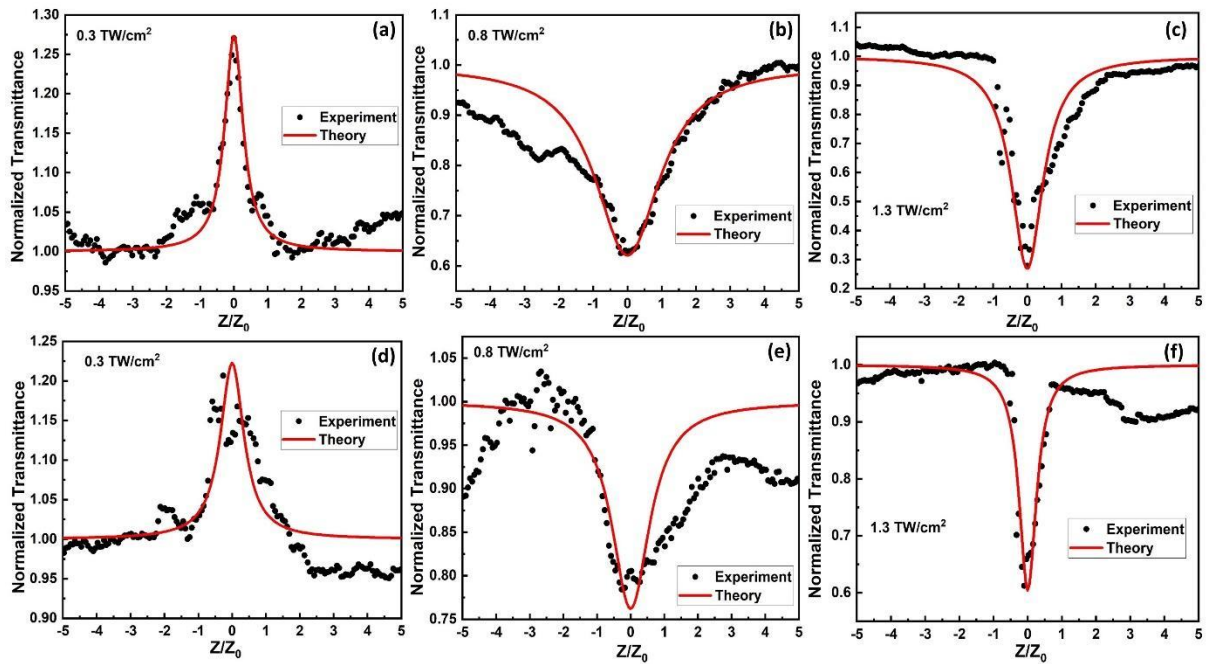 0.3 TW/cm²
(a)
Experiment
Theory
Normalized Transmittance
1.30
1.25
1.20
1.15
1.10
1.05
1.00
0.95
-5 -4 -3 -2 -1 0 1 2 3 4 5
Z/Z₀
0.8 TW/cm²
(b)
Experiment
Theory
Normalized Transmittance
1.0
0.9
0.8
0.7
0.6
-5 -4 -3 -2 -1 0 1 2 3 4 5
Z/Z₀
(c)
Experiment
Theory
1.3 TW/cm²
Normalized Transmittance
1.1
1.0
0.9
0.8
0.7
0.6
0.5
0.4
0.3
0.2
-5 -4 -3 -2 -1 0 1 2 3 4 5
Z/Z₀
0.3 TW/cm²
(d)
Experiment
Theory
Normalized Transmittance
1.25
1.20
1.15
1.10
1.05
1.00
0.95
0.90
-5 -4 -3 -2 -1 0 1 2 3 4 5
Z/Z₀
0.8 TW/cm²
(e)
Experiment
Theory
Normalized Transmittance
1.05
1.00
0.95
0.90
0.85
0.80
0.75
-5 -4 -3 -2 -1 0 1 2 3 4 5
Z/Z₀
(f)
1.3 TW/cm²
Experiment
Theory
Normalized Transmittance
1.0
0.9
0.8
0.7
0.6
-5 -4 -3 -2 -1 0 1 2 3 4 5
Z/Z₀